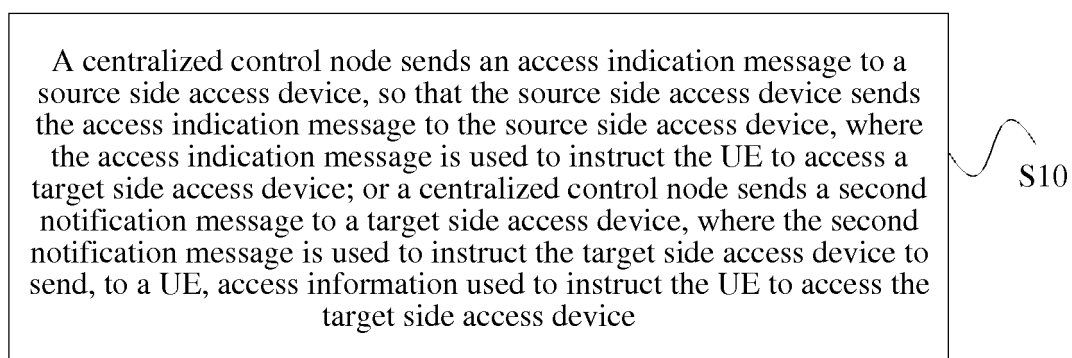 A centralized control node sends an access indication message to a
source side access device, so that the source side access device sends
the access indication message to the source side access device, where
the access indication message is used to instruct the UE to access a
target side access device; or a centralized control node sends a second
notification message to a target side access device, where the second
notification message is used to instruct the target side access device to
send, to a UE, access information used to instruct the UE to access the
target side access device
S10